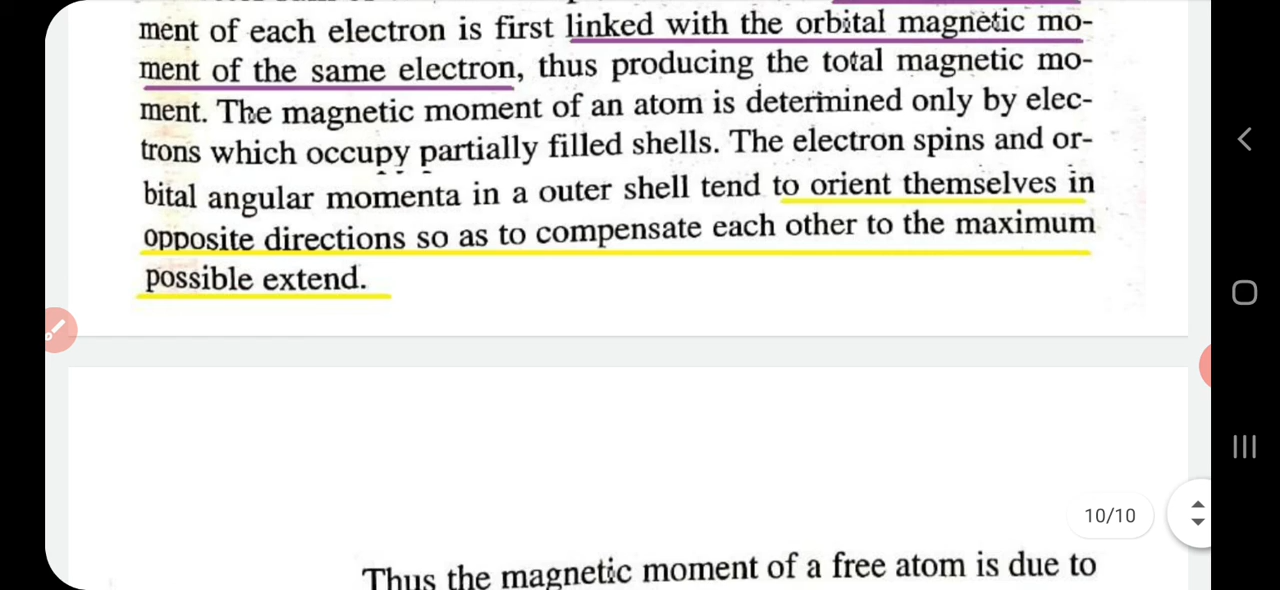 ment of each electron is first linked with the orbital magnetic mo-
ment of the same electron, thus producing the total magnetic mo-
ment. The magnetic moment of an atom is determined only by elec-
trons which occupy partially filled shells. The electron spins and or-
bital angular momenta in a outer shell tend to orient themselves in
opposite directions so as to compensate each other to the maximum
possible extend.
10/10
Thus the magnetic moment of a free atom is due to